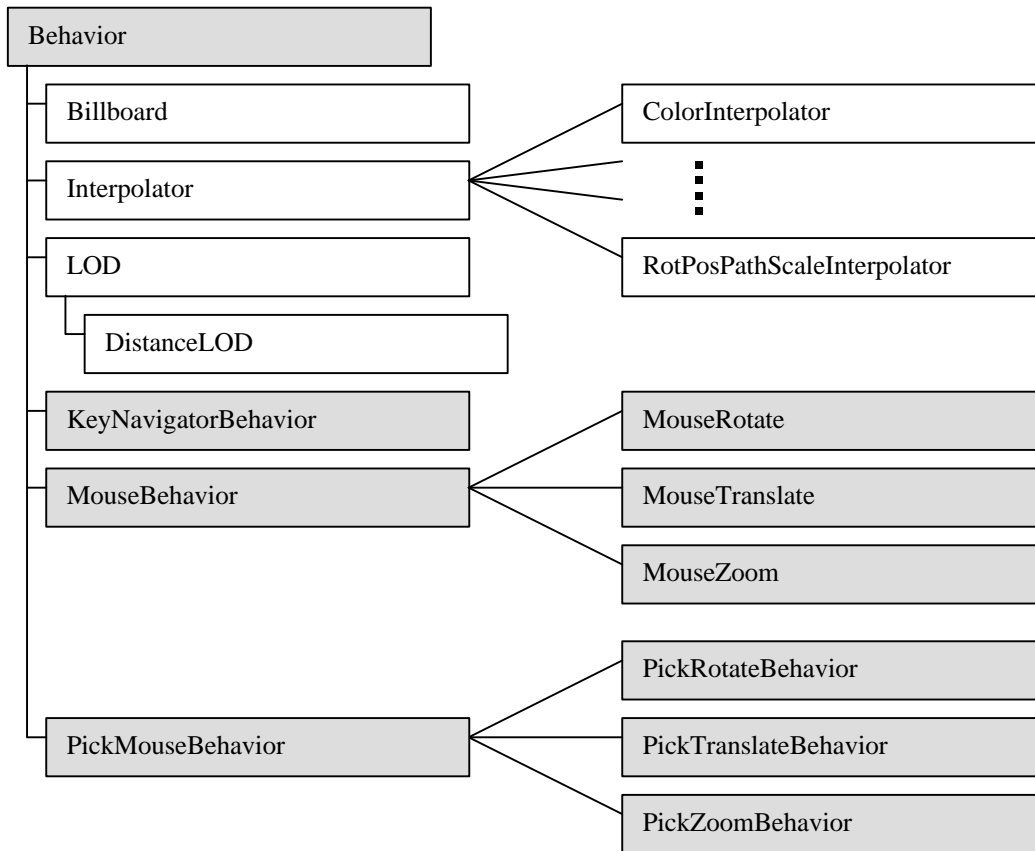 Behavior
Billboard
ColorInterpolator
Interpolator
LOD
RotPosPathScaleInterpolator
DistanceLOD
KeyNavigatorBehavior
MouseRotate
MouseBehavior
MouseTranslate
MouseZoom
PickRotateBehavior
PickMouseBehavior
PickTranslateBehavior
PickZoomBehavior